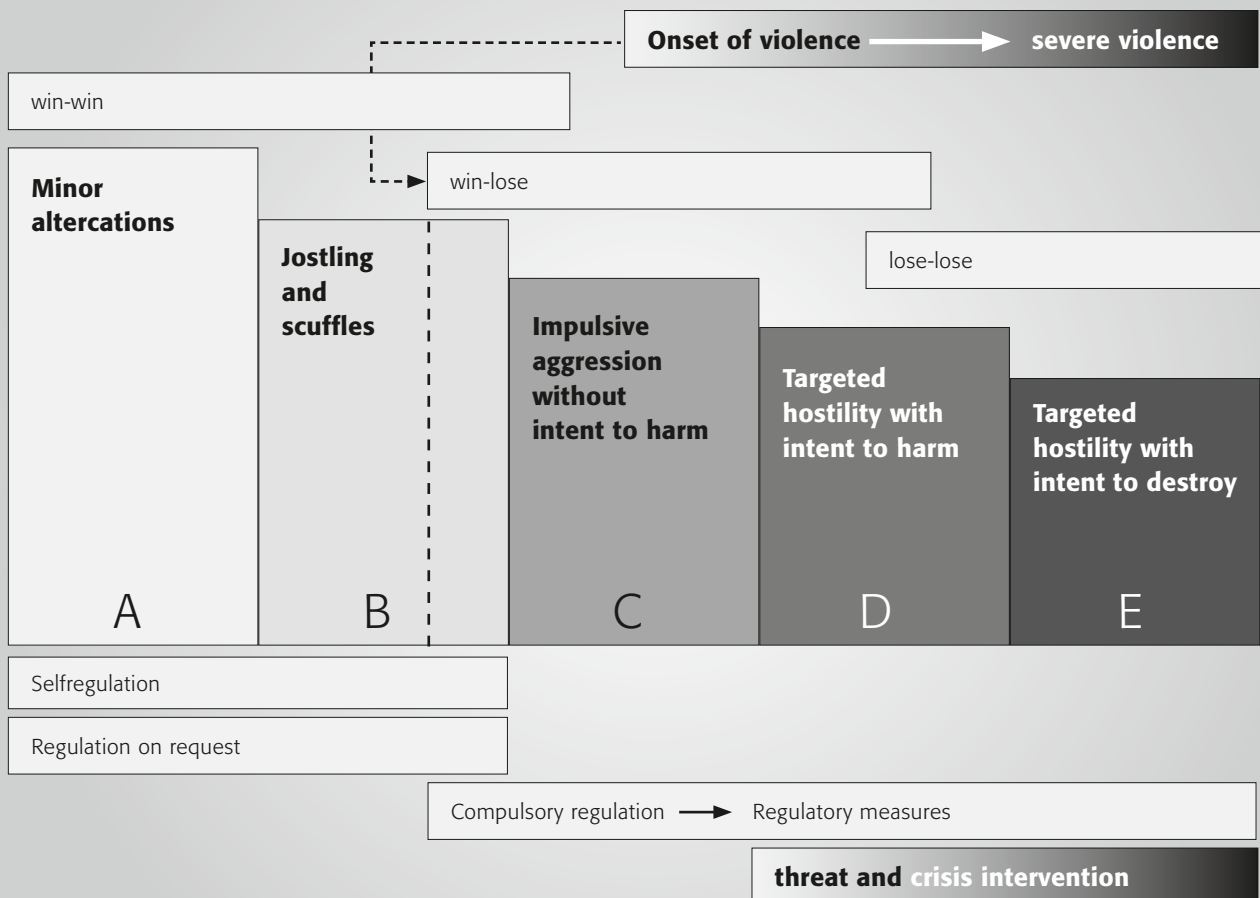 Onset of violence severe violence
win-win
win-lose
lose-lose
Minor
altercations
Jostling
and
scuffles
Impulsive
aggression
without
intent to harm
Targeted
hostility with
intent to harm
Targeted
hostility with
intent to destroy
A
B
C
D
E
Selfregulation
Regulation on request
Compulsory regulation Regulatory measures
threat and crisis intervention